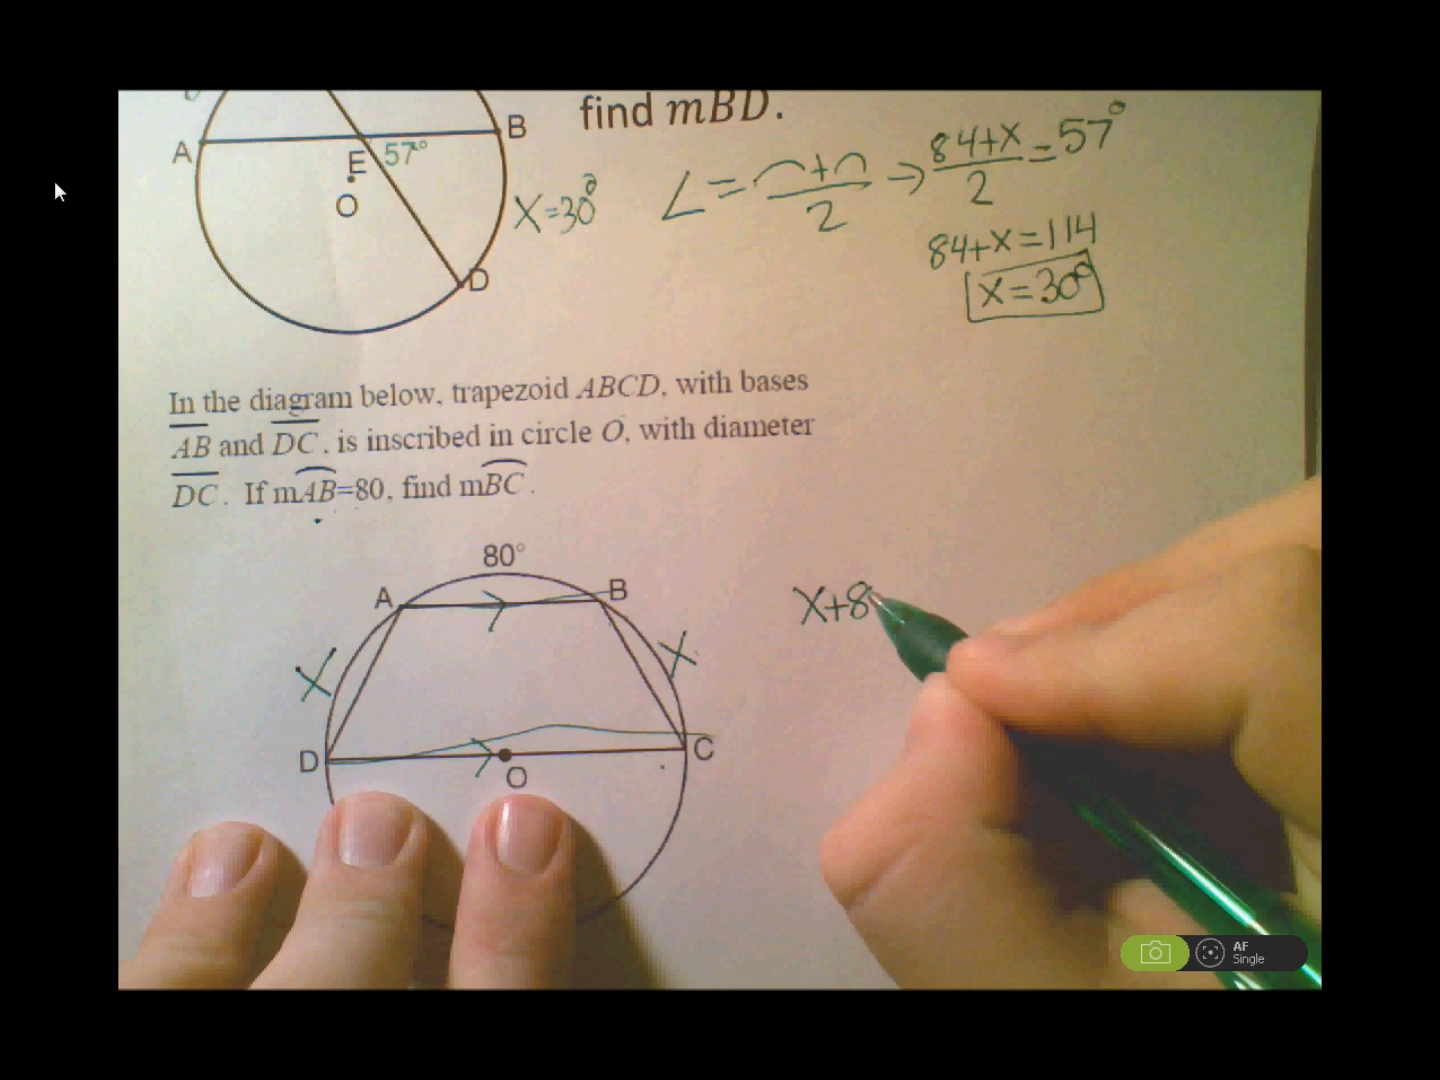 find mBD.
A
B
E
57°
O
D
X=30°
∠=⌒+⌒/2→84+X/2=57°
84+X=114
X=30°
In the diagram below, trapezoid ABCD, with bases
AB and DC, is inscribed in circle O, with diameter
DC. If mAB=80, find mBC.
80°
A
B
X
X
X+8
D
O
C
AF
Single